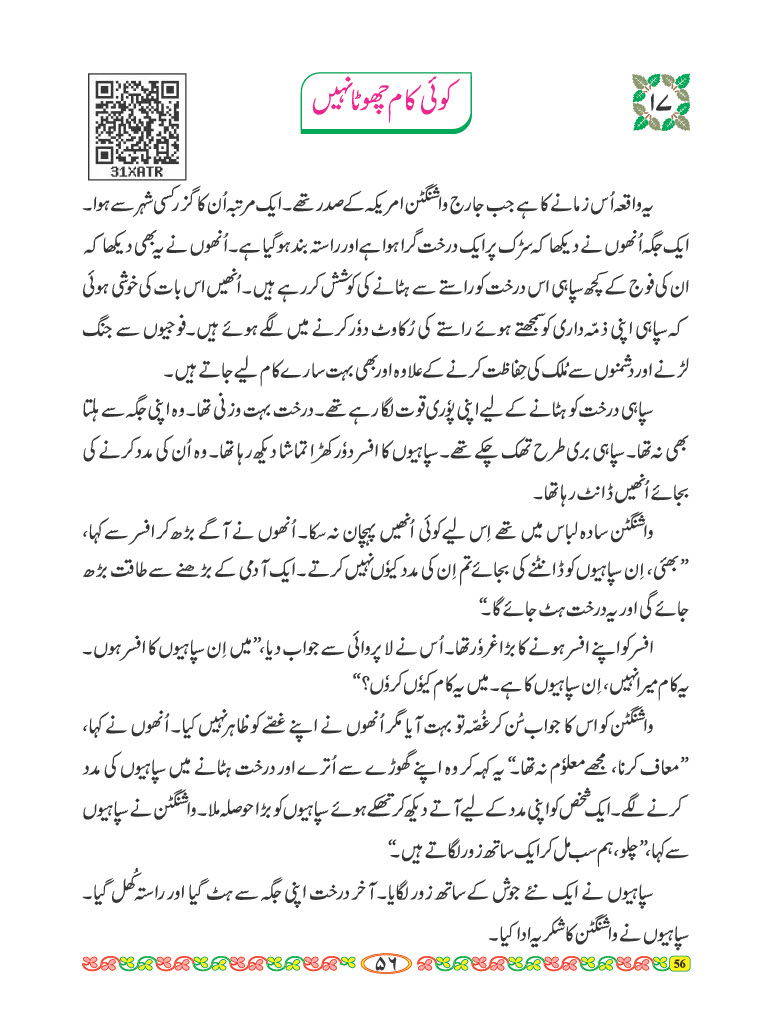 ۱۷
کوئی کام چھوٹا نہیں
31XATR
یہ واقعہ اُس زمانے کا ہے جب جارج واشنگٹن امریکہ کے صدر تھے۔ ایک مرتبہ اُن کا گزر کسی شہر سے ہوا۔
ایک جگہ اُنھوں نے دیکھا کہ سڑک پر ایک درخت گرا ہوا ہے اور راستہ بند ہوگیا ہے۔ اُنھوں نے یہ بھی دیکھا کہ
ان کی فوج کے کچھ سپاہی اس درخت کو راستے سے ہٹانے کی کوشش کر رہے ہیں۔ اُنھیں اس بات کی خوشی ہوئی
کہ سپاہی اپنی ذمّہ داری کو سمجھتے ہوئے راستے کی رُکاوٹ دوٗر کرنے میں لگے ہوئے ہیں۔ فوجیوں سے جنگ
لڑنے اور دشمنوں سے مُلک کی حِفاظت کرنے کے علاوہ اور بھی بہت سارے کام لیے جاتے ہیں۔
سپاہی درخت کو ہٹانے کے لیے اپنی پوٗری قوت لگا رہے تھے۔ درخت بہت وزنی تھا۔ وہ اپنی جگہ سے ہلتا
بھی نہ تھا۔ سپاہی بری طرح تھک چکے تھے۔ سپاہیوں کا افسر دوٗر کھڑا تماشا دیکھ رہا تھا۔ وہ اُن کی مدد کرنے کی
بجائے اُنھیں ڈانٹ رہا تھا۔
واشنگٹن سادہ لباس میں تھے اِس لیے کوئی اُنھیں پہچان نہ سکا۔ اُنھوں نے آگے بڑھ کر افسر سے کہا،
”بھئی، اِن سپاہیوں کو ڈانٹنے کی بجائے تم اِن کی مدد کیوٗں نہیں کرتے۔ ایک آدمی کے بڑھنے سے طاقت بڑھ
جائے گی اور یہ درخت ہٹ جائے گا۔“
افسر کو اپنے افسر ہونے کا بڑا غروٗر تھا۔ اُس نے لا پروائی سے جواب دیا، ”میں اِن سپاہیوں کا افسر ہوں۔
یہ کام میرا نہیں، اِن سپاہیوں کا ہے۔ میں یہ کام کیوٗں کروٗں؟“
واشنگٹن کو اس کا جواب سُن کر غُصّہ تو بہت آیا مگر اُنھوں نے اپنے غصّے کو ظاہر نہیں کیا۔ اُنھوں نے کہا،
”معاف کرنا، مجھے معلوٗم نہ تھا۔“ یہ کہہ کر وہ اپنے گھوڑے سے اُترے اور درخت ہٹانے میں سپاہیوں کی مدد
کرنے لگے۔ ایک شخص کو اپنی مدد کے لیے آتے دیکھ کر تھکے ہوئے سپاہیوں کو بڑا حوصلہ ملا۔ واشنگٹن نے سپاہیوں
سے کہا، ”چلو، ہم سب مل کر ایک ساتھ زور لگاتے ہیں۔“
سپاہیوں نے ایک نئے جوش کے ساتھ زور لگایا۔ آخر درخت اپنی جگہ سے ہٹ گیا اور راستہ کُھل گیا۔
سپاہیوں نے واشنگٹن کا شکریہ ادا کیا۔
۵۶
56